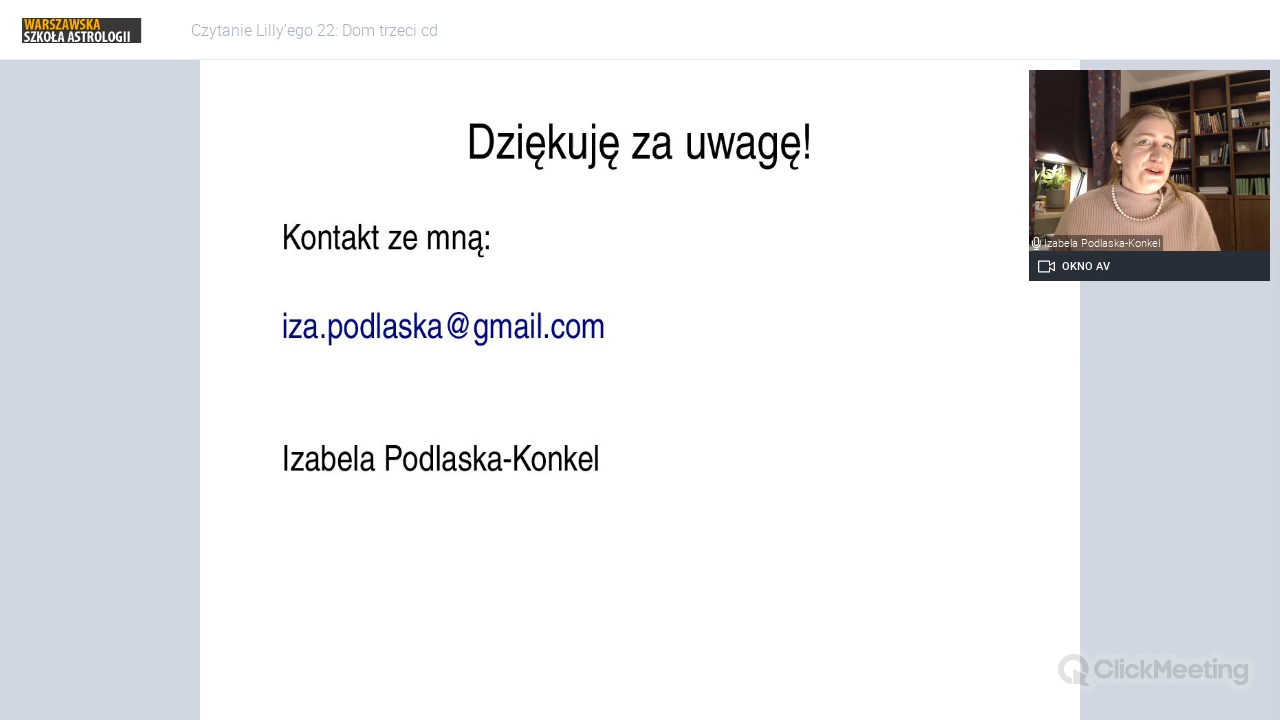 WARSZAWSKA
SZKOŁA ASTROLOGII
Czytanie Lilly'ego 22: Dom trzeci cd
Dziękuję za uwagę!
Kontakt ze mną:
iza.podlaska@gmail.com
Izabela Podlaska-Konkel
Izabela Podlaska-Konkel
OKNO AV
ClickMeeting